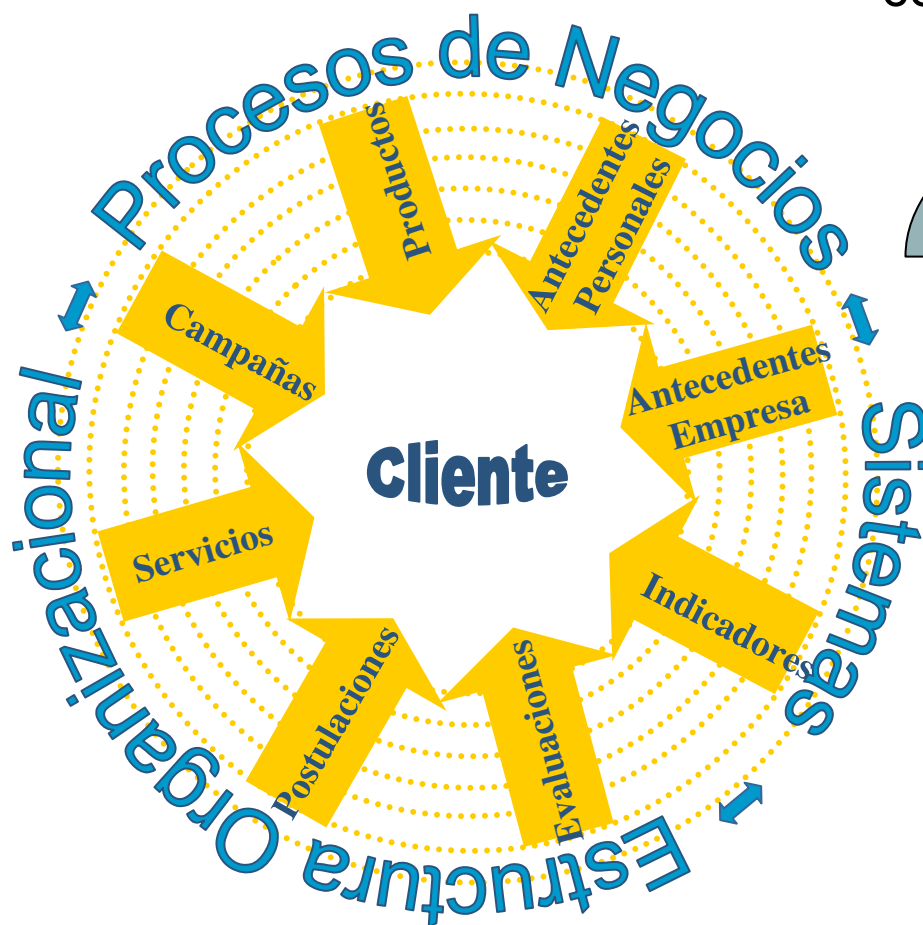 Procesos de Negocios
Productos
Antecedentes
Personales
Campañas
Antecedentes
Empresa
Cliente
Servicios
Indicadores
Postulaciones
Evaluaciones
Sistemas
Estructura Organizacional